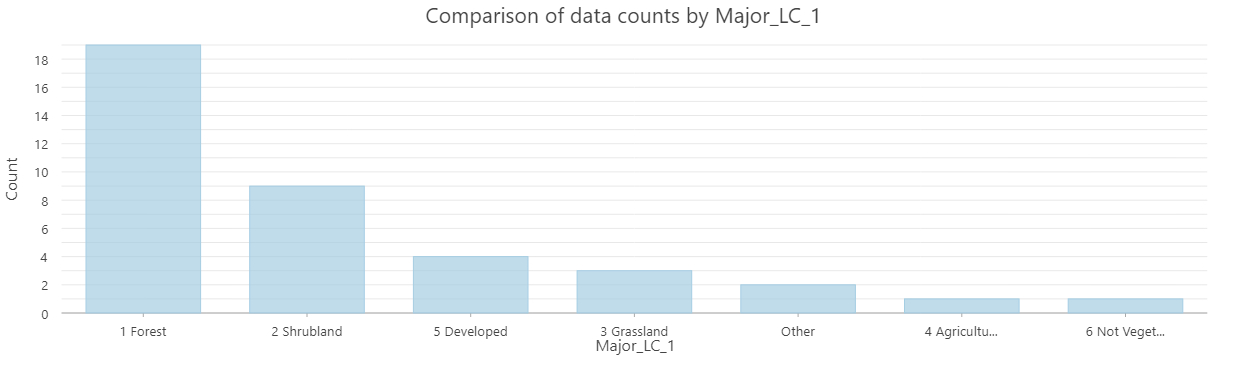 Comparison of data counts by Major_LC_1
Count
18
16
14
12
10
8
6
4
2
0
1 Forest 2 Shrubland 5 Developed 3 Grassland Other 4 Agricultu... 6 Not Veget...
Major_LC_1